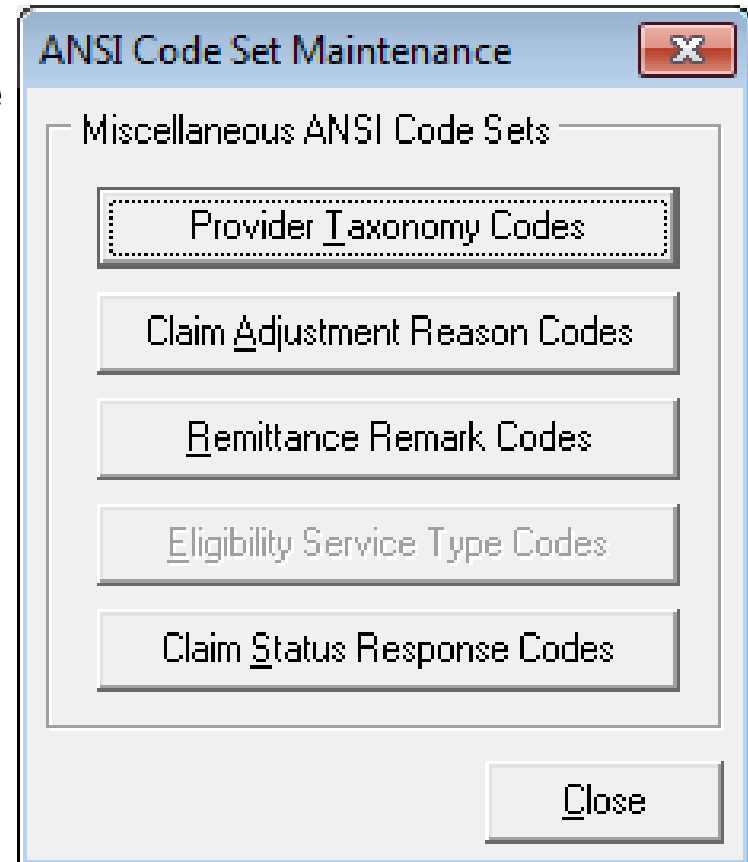 ANSI Code Set Maintenance
Miscellaneous ANSI Code Sets
Provider Taxonomy Codes
Claim Adjustment Reason Codes
Remittance Remark Codes
Eligibility Service Type Codes
Claim Status Response Codes
Close